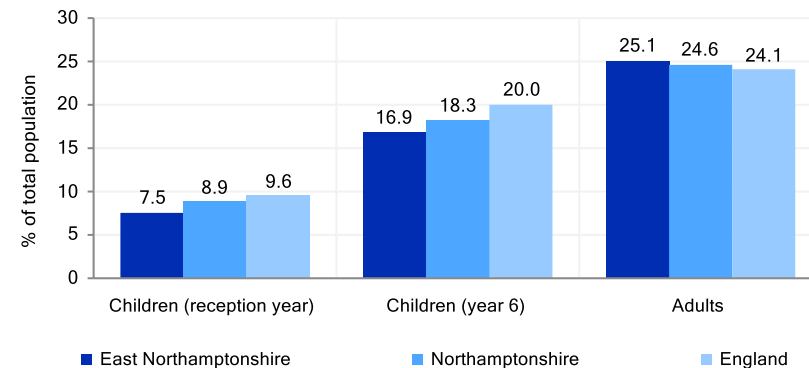 % of total population
30
25
20
15
10
5
0
7.5 8.9 9.6
16.9 18.3 20.0
25.1 24.6 24.1
Children (reception year) Children (year 6) Adults
East Northamptonshire Northamptonshire England